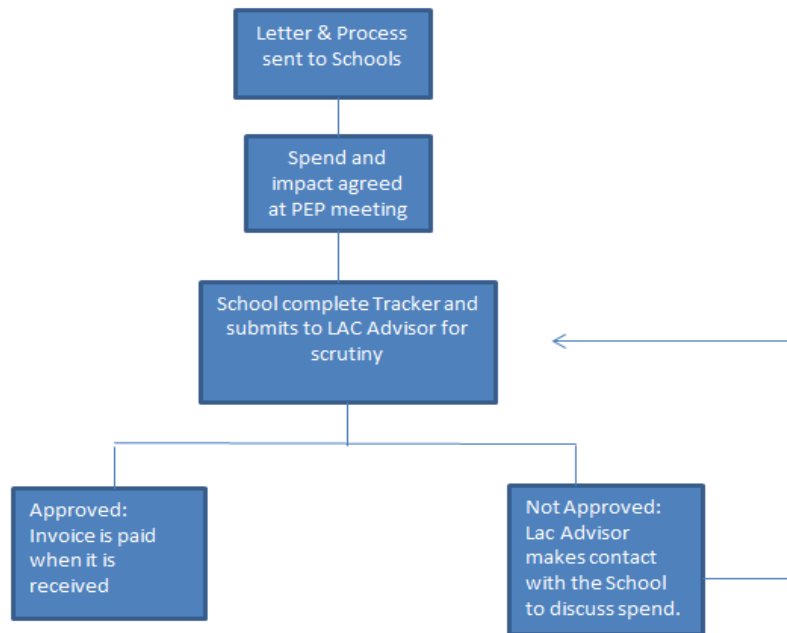 Letter & Process
sent to Schools
Spend and
impact agreed
at PEP meeting
School complete Tracker and
submits to LAC Advisor for
scrutiny
Approved:
Invoice is paid
when it is
received
Not Approved:
Lac Advisor
makes contact
with the School
to discuss spend.